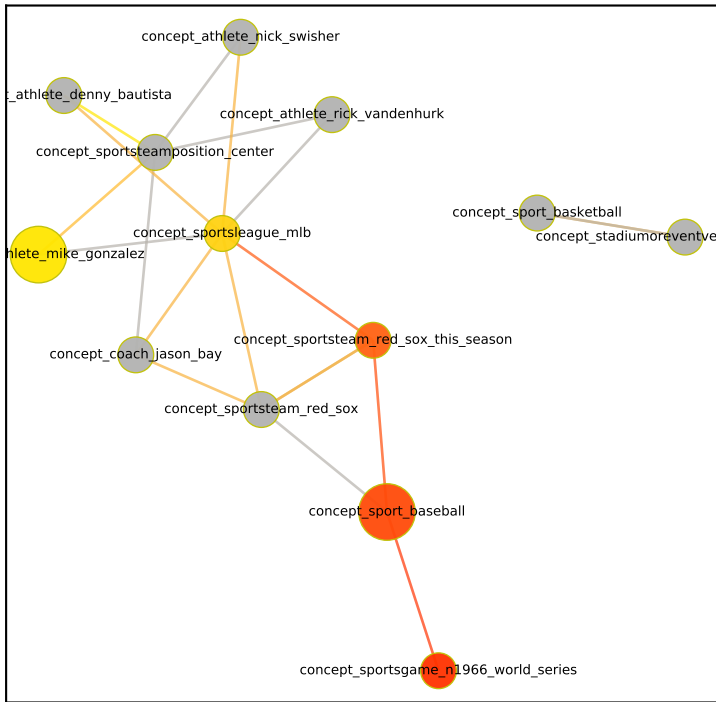 concept_athlete_nick_swisher
t_athlete_denny_bautista
concept_athlete_rick_vandenhurk
concept_sportsteamposition_center
concept_sport_basketball
concept_sportsleague_mlb
concept_stadiumoreventve
hlete_mike_gonzalez
concept_sportsteam_red_sox_this_season
concept_coach_jason_bay
concept_sportsteam_red_sox
concept_sport_baseball
concept_sportsgame_n1966_world_series